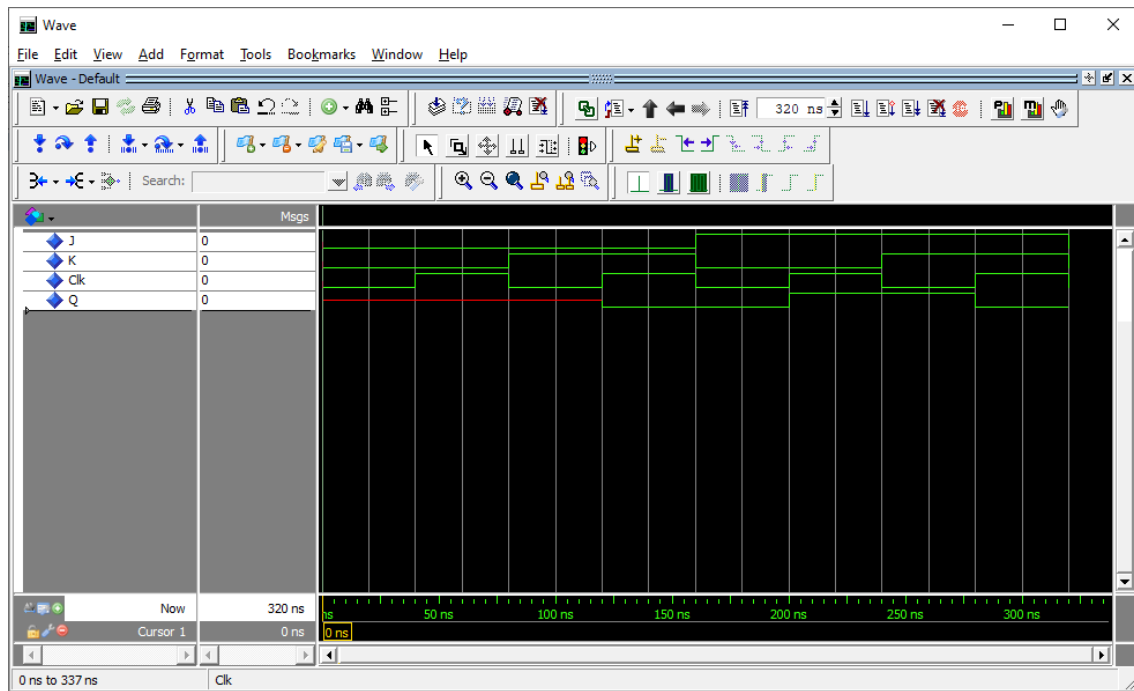 Wave
File Edit View Add Format Tools Bookmarks Window Help
Wave - Default
320 ns
Search:
Msgs
J 0
K 0
Clk 0
Q 0
Now 320 ns
ns 50 ns 100 ns 150 ns 200 ns 250 ns 300 ns
Cursor 1 0 ns 0 ns
0 ns to 337 ns Clk